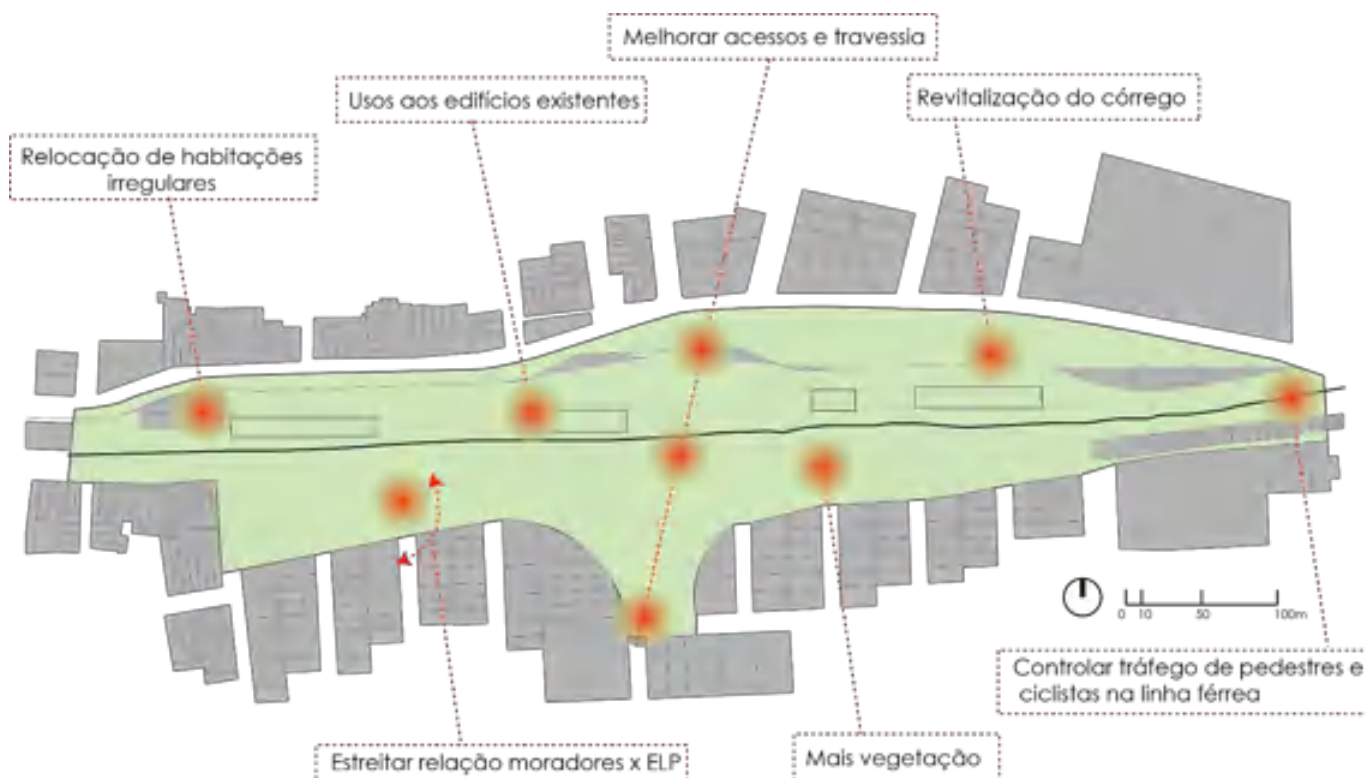 Melhorar acessos e travessia
Usos aos edifícios existentes
Revitalização do córrego
Relocação de habitações
irregulares
0 10 50 100m
Controlar tráfego de pedestres e
ciclistas na linha férrea
Estreitar relação moradores x ELP
Mais vegetação